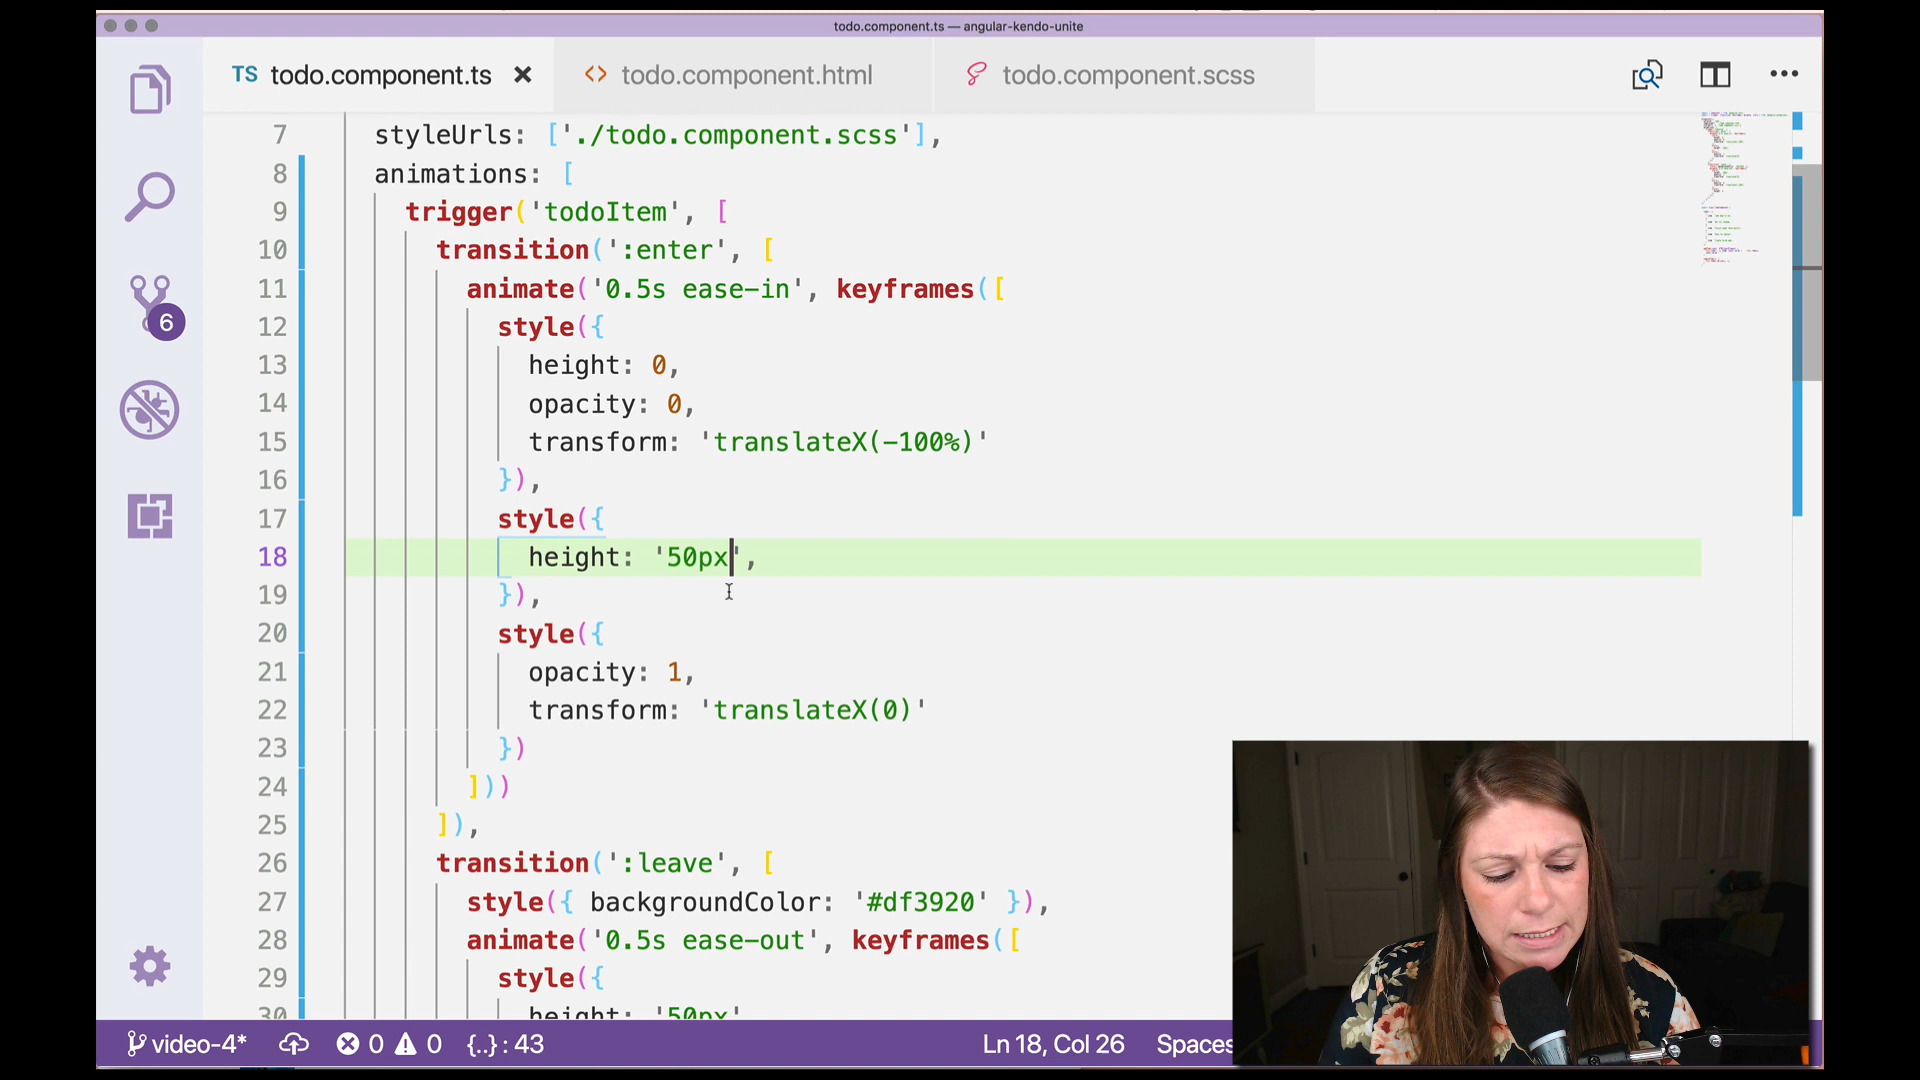 todo.component.ts — angular-kendo-unite
TS todo.component.ts
<> todo.component.html
todo.component.scss
7 styleUrls: ['./todo.component.scss'],
8 animations: [
9 trigger('todoItem', [
10 transition(':enter', [
11 animate('0.5s ease-in', keyframes([
12 style({
13 height: 0,
14 opacity: 0,
15 transform: 'translateX(-100%)'
16 }),
17 style({
18 height: '50px',
19 }),
20 style({
21 opacity: 1,
22 transform: 'translateX(0)'
23 })
24 ]))
25 ]),
26 transition(':leave', [
27 style({ backgroundColor: '#df3920' }),
28 animate('0.5s ease-out', keyframes([
29 style({
30 height: '50px'
6
video-4*
0
0
{..} : 43
Ln 18, Col 26
Spaces